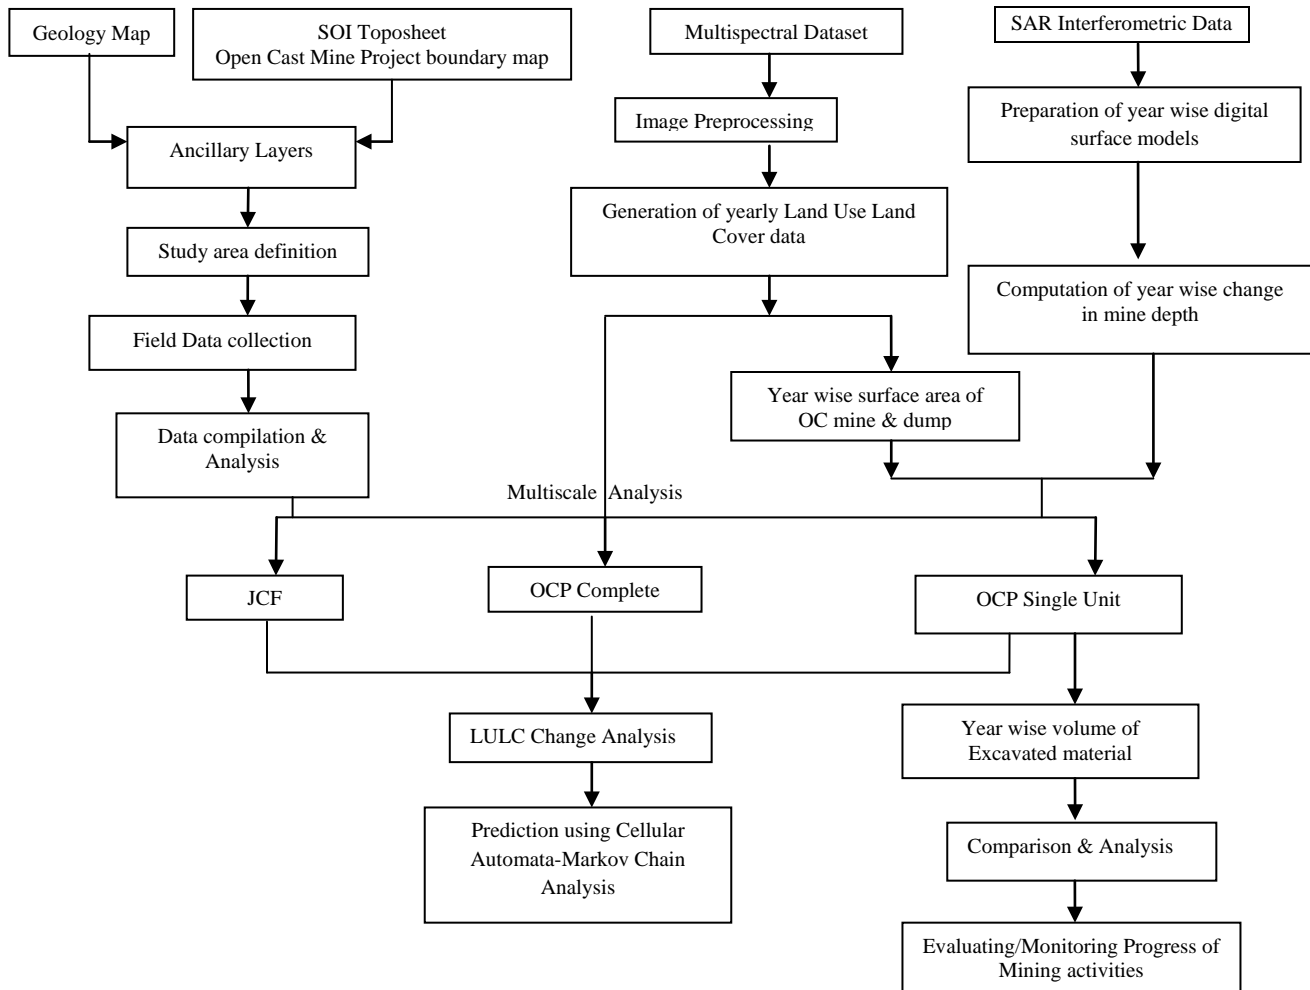 Geology Map
SOI Toposheet
Open Cast Mine Project boundary map
Multispectral Dataset
SAR Interferometric Data
Image Preprocessing
Preparation of year wise digital
surface models
Ancillary Layers
Generation of yearly Land Use Land
Cover data
Study area definition
Computation of year wise change
in mine depth
Field Data collection
Year wise surface area of
OC mine & dump
Data compilation &
Analysis
Multiscale Analysis
JCF
OCP Complete
OCP Single Unit
LULC Change Analysis
Year wise volume of
Excavated material
Prediction using Cellular
Automata-Markov Chain
Analysis
Comparison & Analysis
Evaluating/Monitoring Progress of
Mining activities